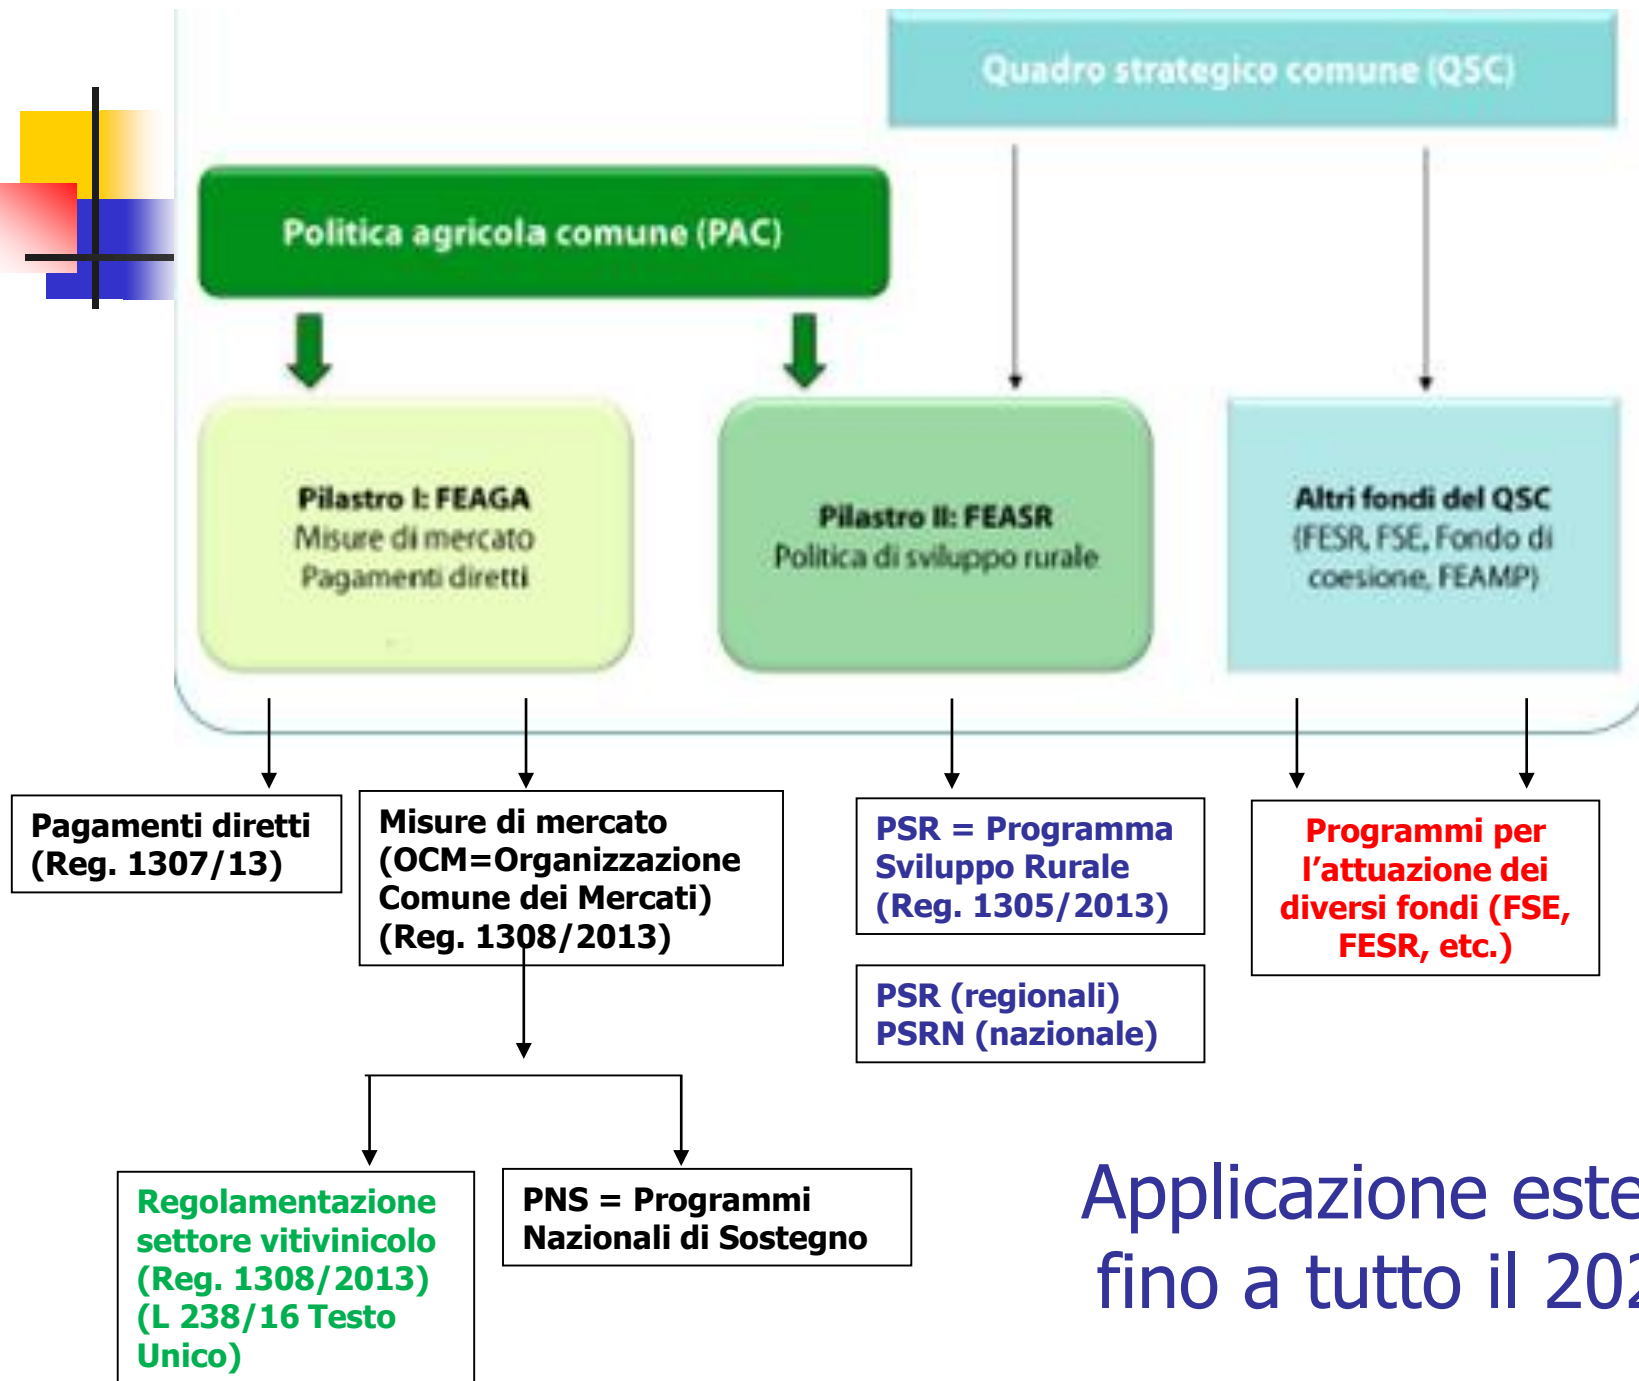 Quadro strategico comune (QSC)
Politica agricola comune (PAC)
Pilastro I: FEAGA
Misure di mercato
Pagamenti diretti
Pilastro II: FEASR
Politica di sviluppo rurale
Altri fondi del QSC
(FESR, FSE, Fondo di
coesione, FEAMP)
Pagamenti diretti
(Reg. 1307/13)
Misure di mercato
(OCM=Organizzazione
Comune dei Mercati)
(Reg. 1308/2013)
PSR = Programma
Sviluppo Rurale
(Reg. 1305/2013)
PSR (regionali)
PSRN (nazionale)
Programmi per
l’attuazione dei
diversi fondi (FSE,
FESR, etc.)
Regolamentazione
settore vitivinicolo
(Reg. 1308/2013)
(L 238/16 Testo
Unico)
PNS = Programmi
Nazionali di Sostegno
Applicazione
fino a tutto il